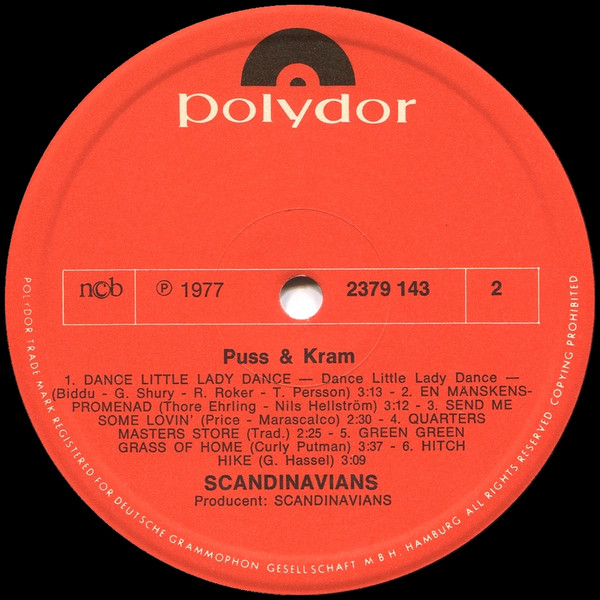 polydor
ncb ℗ 1977 2379 143 2
Puss & Kram
1. DANCE LITTLE LADY DANCE — Dance Little Lady Dance —
(Biddu - G. Shury - R. Roker - T. Persson) 3:13 - 2. EN MANSKENS-
PROMENAD (Thore Ehrling - Nils Hellström) 3:12 - 3. SEND ME
SOME LOVIN' (Price - Marascalco) 2:30 - 4. QUARTERS
MASTERS STORE (Trad.) 2:25 - 5. GREEN GREEN
GRASS OF HOME (Curly Putman) 3:37 - 6. HITCH
HIKE (G. Hassel) 3:09
SCANDINAVIANS
Producent: SCANDINAVIANS
POLYDOR TRADE MARK REGISTERED FOR DEUTSCHE GRAMMOPHON GESELLSCHAFT M B H, HAMBURG ALL RIGHTS RESERVED COPYING PROHIBITED